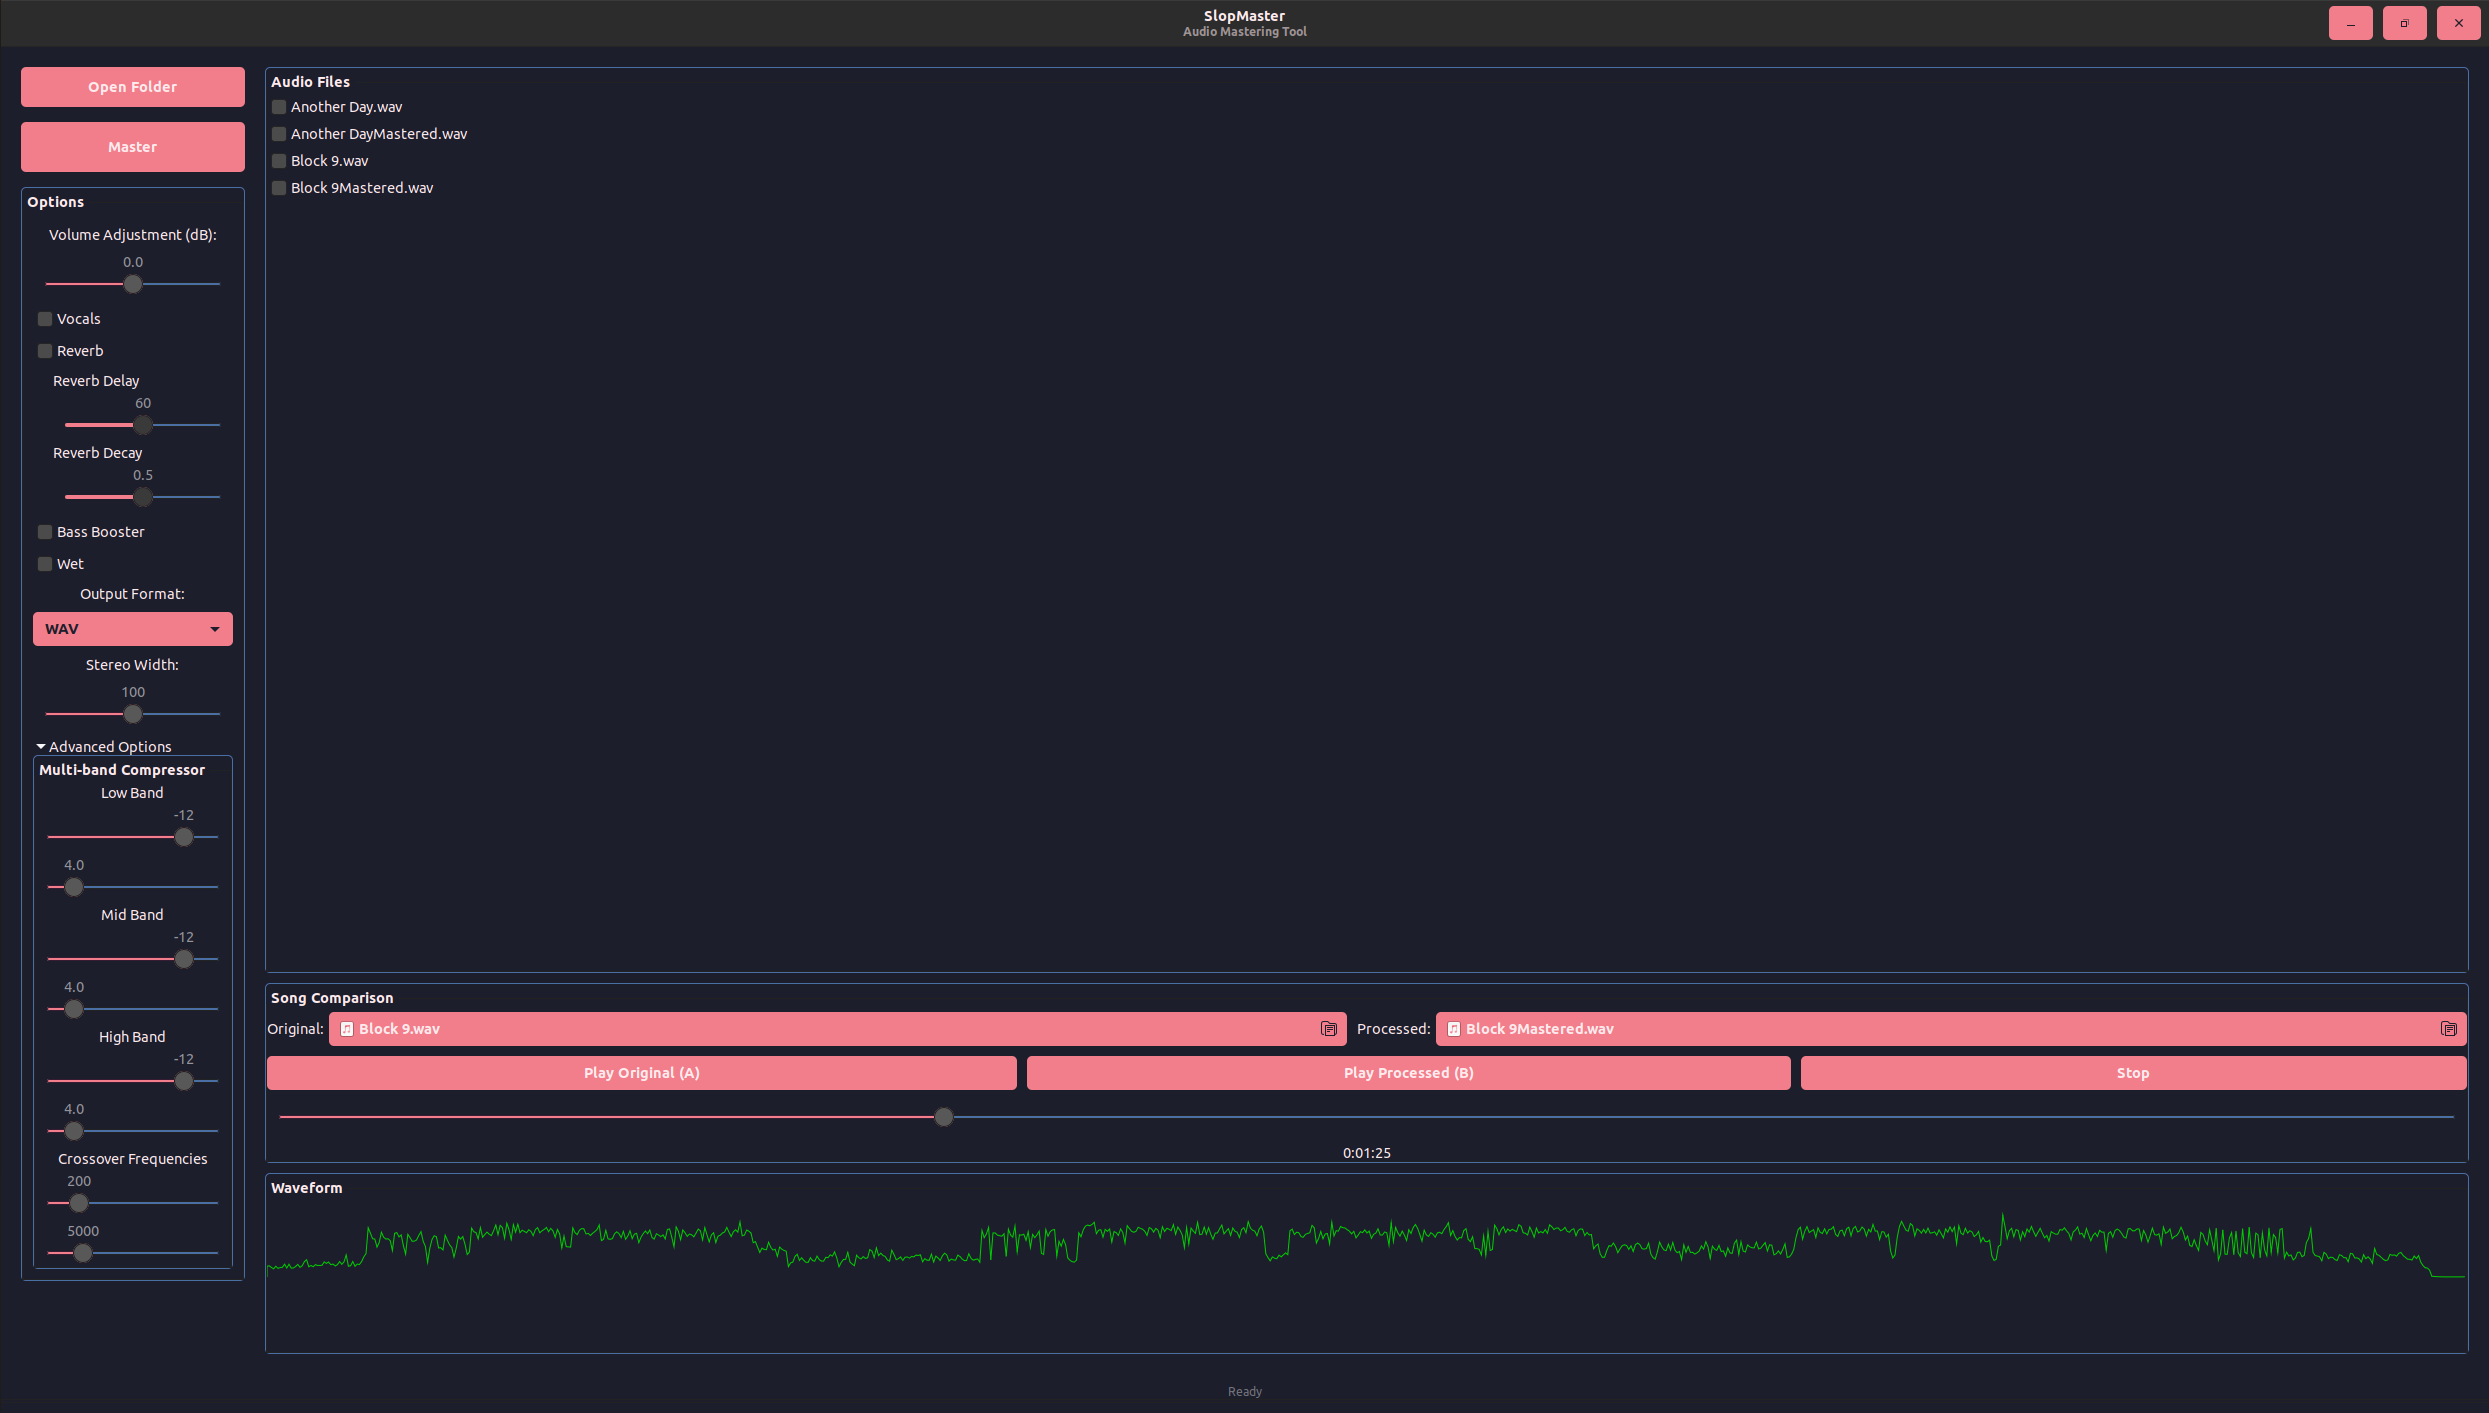 SlopMaster
Audio Mastering Tool
Open Folder
Master
Options
Volume Adjustment (dB):
0.0
Vocals
Reverb
Reverb Delay
60
Reverb Decay
0.5
Bass Booster
Wet
Output Format:
WAV
Stereo Width:
100
Advanced Options
Multi-band Compressor
Low Band
-12
4.0
Mid Band
-12
4.0
High Band
-12
4.0
Crossover Frequencies
200
5000
Audio Files
Another Day.wav
Another DayMastered.wav
Block 9.wav
Block 9Mastered.wav
Song Comparison
Original: Block 9.wav Processed: Block 9Mastered.wav
Play Original (A) Play Processed (B) Stop
0:01:25
Waveform
Ready